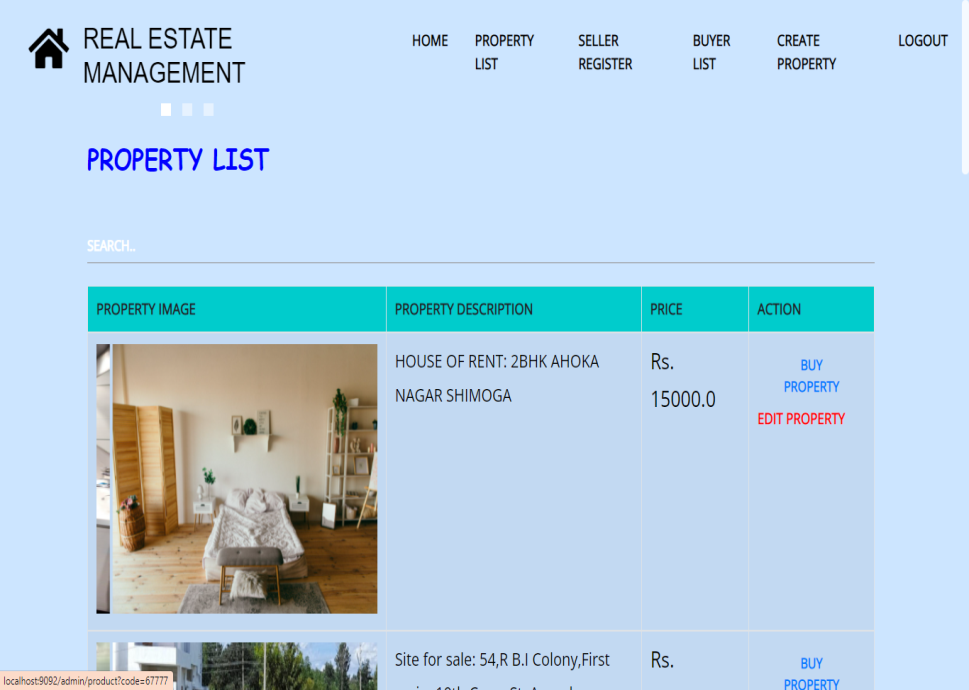 REAL ESTATE
MANAGEMENT
HOME
PROPERTY
LIST
SELLER
REGISTER
BUYER
LIST
CREATE
PROPERTY
LOGOUT
PROPERTY LIST
SEARCH..
PROPERTY IMAGE
PROPERTY DESCRIPTION
PRICE
ACTION
HOUSE OF RENT: 2BHK AHOKA
NAGAR SHIMOGA
Rs.
15000.0
BUY
PROPERTY
EDIT PROPERTY
Site for sale: 54,R B.I Colony,First
Rs.
BUY
PROPERTY
localhost:9092/admin/product?code=67777